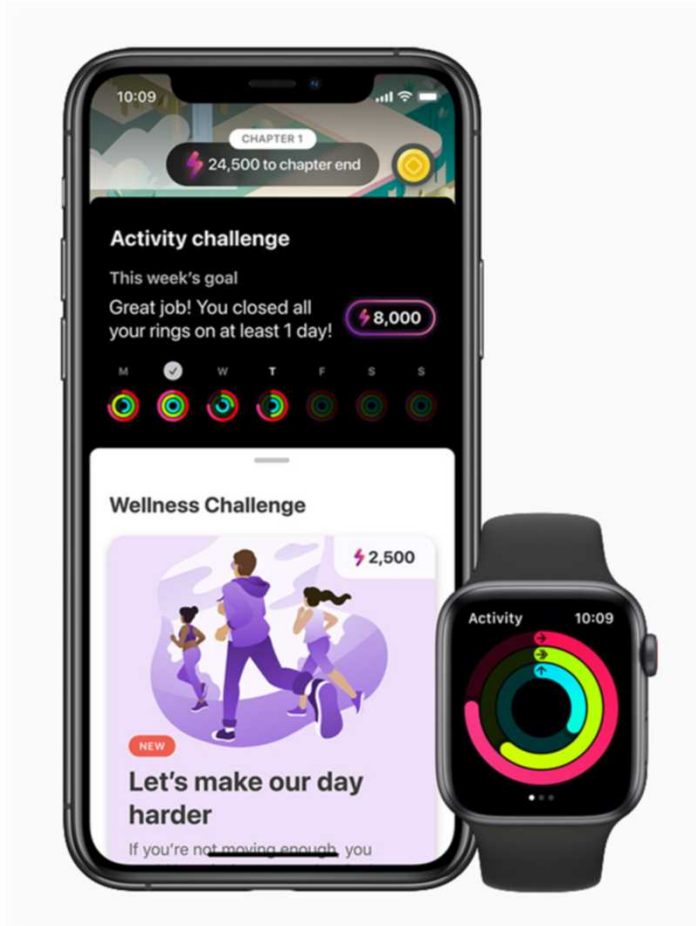 10:09
CHAPTER 1
24,500 to chapter end
Activity challenge
This week's goal
Great job! You closed all
your rings on at least 1 day!
8,000
M W T F S S
Wellness Challenge
2,500
NEW
Let's make our day
harder
If you're not moving enough, you
Activity 10:09